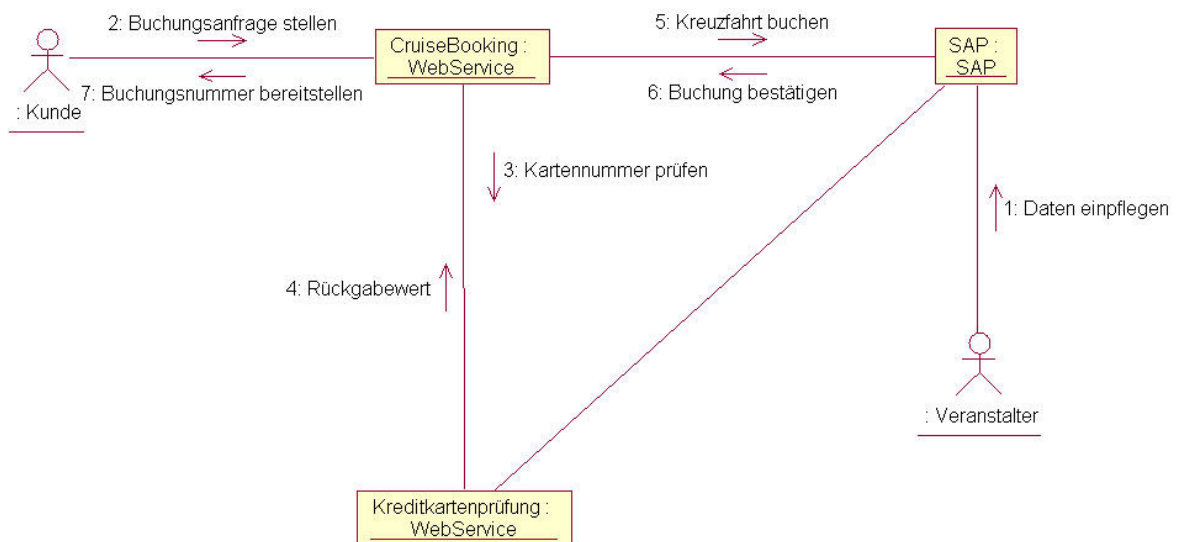 2: Buchungsanfrage stellen
5: Kreuzfahrt buchen
CruiseBooking :
WebService
SAP :
SAP
7: Buchungsnummer bereitstellen
6: Buchung bestätigen
: Kunde
3: Kartennummer prüfen
1: Daten einpflegen
4: Rückgabewert
: Veranstalter
Kreditkartenprüfung :
WebService